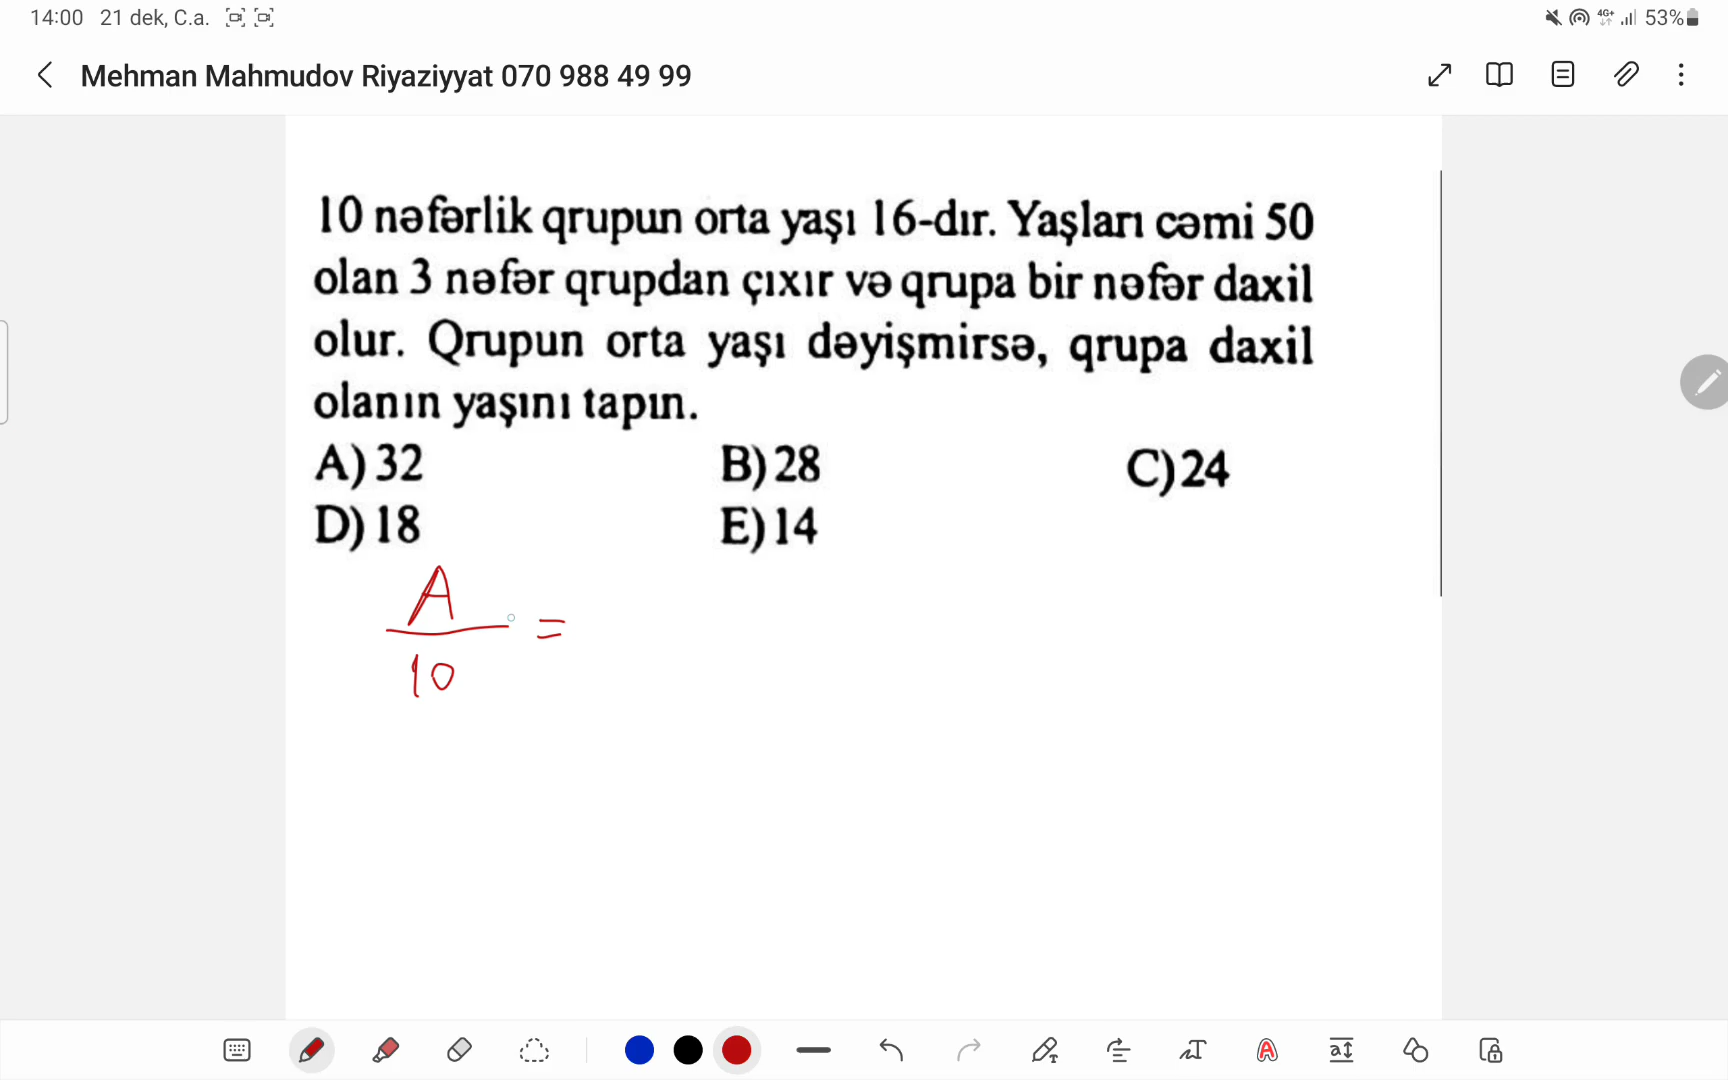 14:00 21 dek, C.a. 4G+ 53%
Mehman Mahmudov Riyaziyyat 070 988 49 99
10 nəfərlik qrupun orta yaşı 16-dır. Yaşları cəmi 50
olan 3 nəfər qrupdan çıxır və qrupa bir nəfər daxil
olur. Qrupun orta yaşı dəyişmirsə, qrupa daxil
olanın yaşını tapın.
A) 32 B) 28 C) 24
D) 18 E) 14
A
=
10